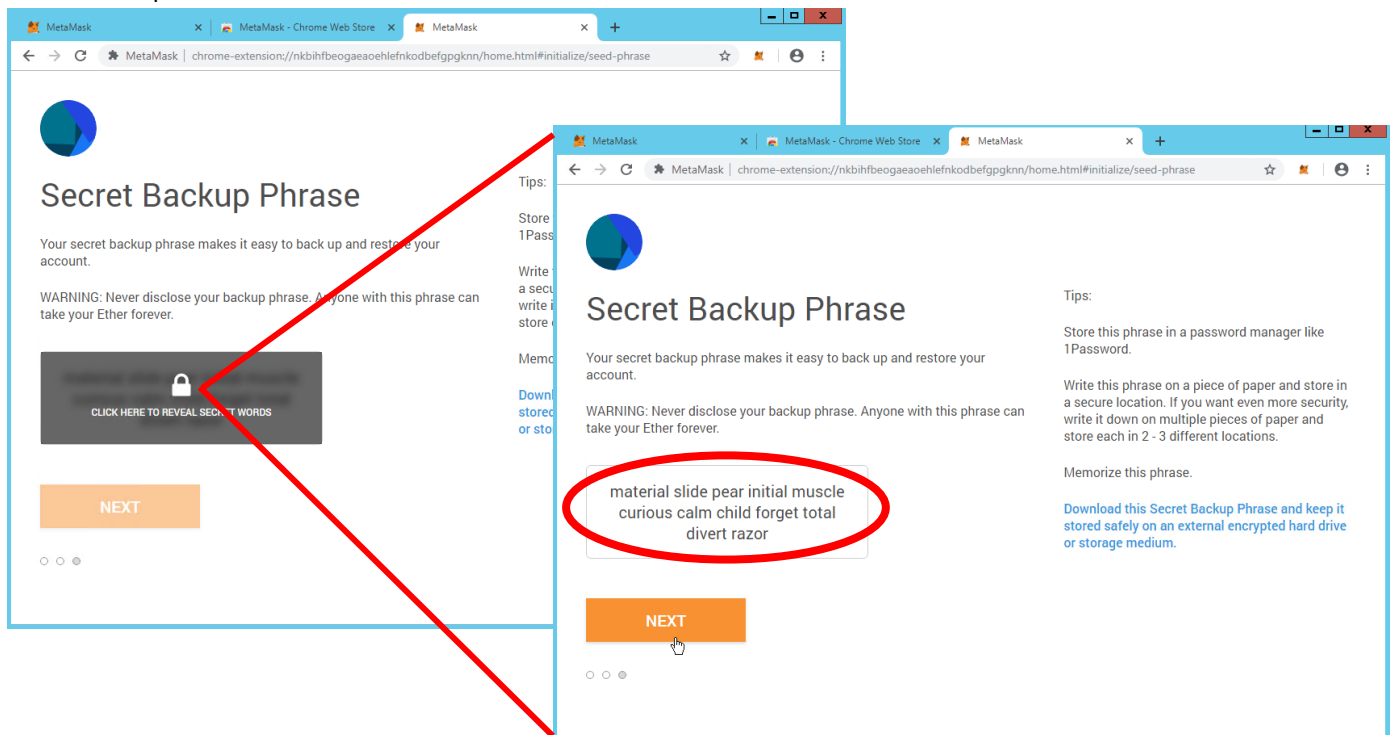 MetaMask
MetaMask - Chrome Web Store
MetaMask
MetaMask | chrome-extension://nkbihfbeogaeaoehlefnkodbefgpgknn/home.html#initialize/seed-phrase
Secret Backup Phrase
Your secret backup phrase makes it easy to back up and restore your
account.
WARNING: Never disclose your backup phrase. Anyone with this phrase can
take your Ether forever.
CLICK HERE TO REVEAL SECRET WORDS
NEXT
Tips:
Store
1Pass
Write
a secu
write i
store
Memo
Downl
stored
or sto
MetaMask
MetaMask - Chrome Web Store
MetaMask
MetaMask | chrome-extension://nkbihfbeogaeaoehlefnkodbefgpgknn/home.html#initialize/seed-phrase
Secret Backup Phrase
Your secret backup phrase makes it easy to back up and restore your
account.
WARNING: Never disclose your backup phrase. Anyone with this phrase can
take your Ether forever.
material slide pear initial muscle
curious calm child forget total
divert razor
NEXT
Tips:
Store this phrase in a password manager like
1Password.
Write this phrase on a piece of paper and store in
a secure location. If you want even more security,
write it down on multiple pieces of paper and
store each in 2 - 3 different locations.
Memorize this phrase.
Download this Secret Backup Phrase and keep it
stored safely on an external encrypted hard drive
or storage medium.